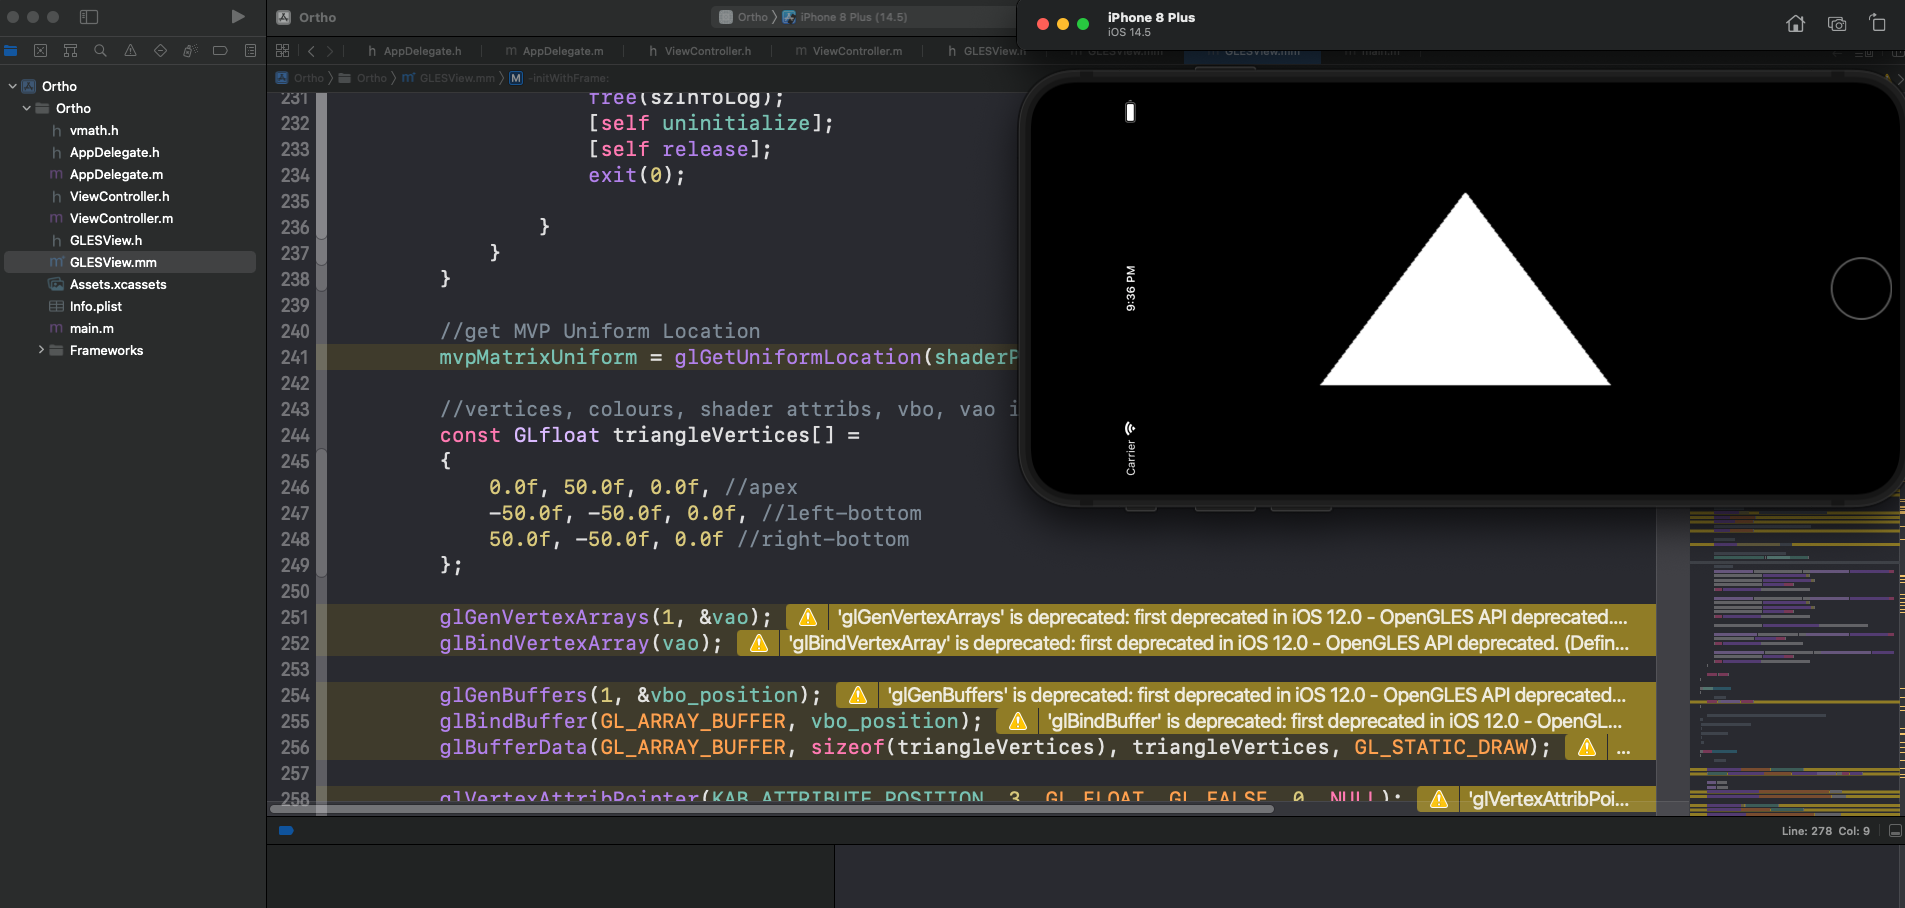 Ortho
Ortho
iPhone 8 Plus (14.5)
iPhone 8 Plus
iOS 14.5
AppDelegate.h
AppDelegate.m
ViewController.h
ViewController.m
GLESView.h
GLESView.mm
GLESView.mm
main.m
Ortho
Ortho
GLESView.mm
M
-initWithFrame:
Ortho
Ortho
h vmath.h
h AppDelegate.h
m AppDelegate.m
h ViewController.h
m ViewController.m
h GLESView.h
m GLESView.mm
Assets.xcassets
Info.plist
m main.m
Frameworks
231 free(szInfoLog);
232 [self uninitialize];
233 [self release];
234 exit(0);
235
236 }
237 }
238 }
239
240 //get MVP Uniform Location
241 mvpMatrixUniform = glGetUniformLocation(shaderP
242
243 //vertices, colours, shader attribs, vbo, vao i
244 const GLfloat triangleVertices[] =
245 {
246 0.0f, 50.0f, 0.0f, //apex
247 -50.0f, -50.0f, 0.0f, //left-bottom
248 50.0f, -50.0f, 0.0f //right-bottom
249 };
250
251 glGenVertexArrays(1, &vao); 'glGenVertexArrays' is deprecated: first deprecated in iOS 12.0 - OpenGLES API deprecated....
252 glBindVertexArray(vao); 'glBindVertexArray' is deprecated: first deprecated in iOS 12.0 - OpenGLES API deprecated. (Defin...
253
254 glGenBuffers(1, &vbo_position); 'glGenBuffers' is deprecated: first deprecated in iOS 12.0 - OpenGLES API deprecated...
255 glBindBuffer(GL_ARRAY_BUFFER, vbo_position); 'glBindBuffer' is deprecated: first deprecated in iOS 12.0 - OpenGL...
256 glBufferData(GL_ARRAY_BUFFER, sizeof(triangleVertices), triangleVertices, GL_STATIC_DRAW); ...
257
258 glVertexAttribPointer(KAB_ATTRIBUTE_POSITION, 3, GL_FLOAT, GL_FALSE, 0, NULL); 'glVertexAttribPoi...
9:36 PM
Carrier
Line: 278 Col: 9